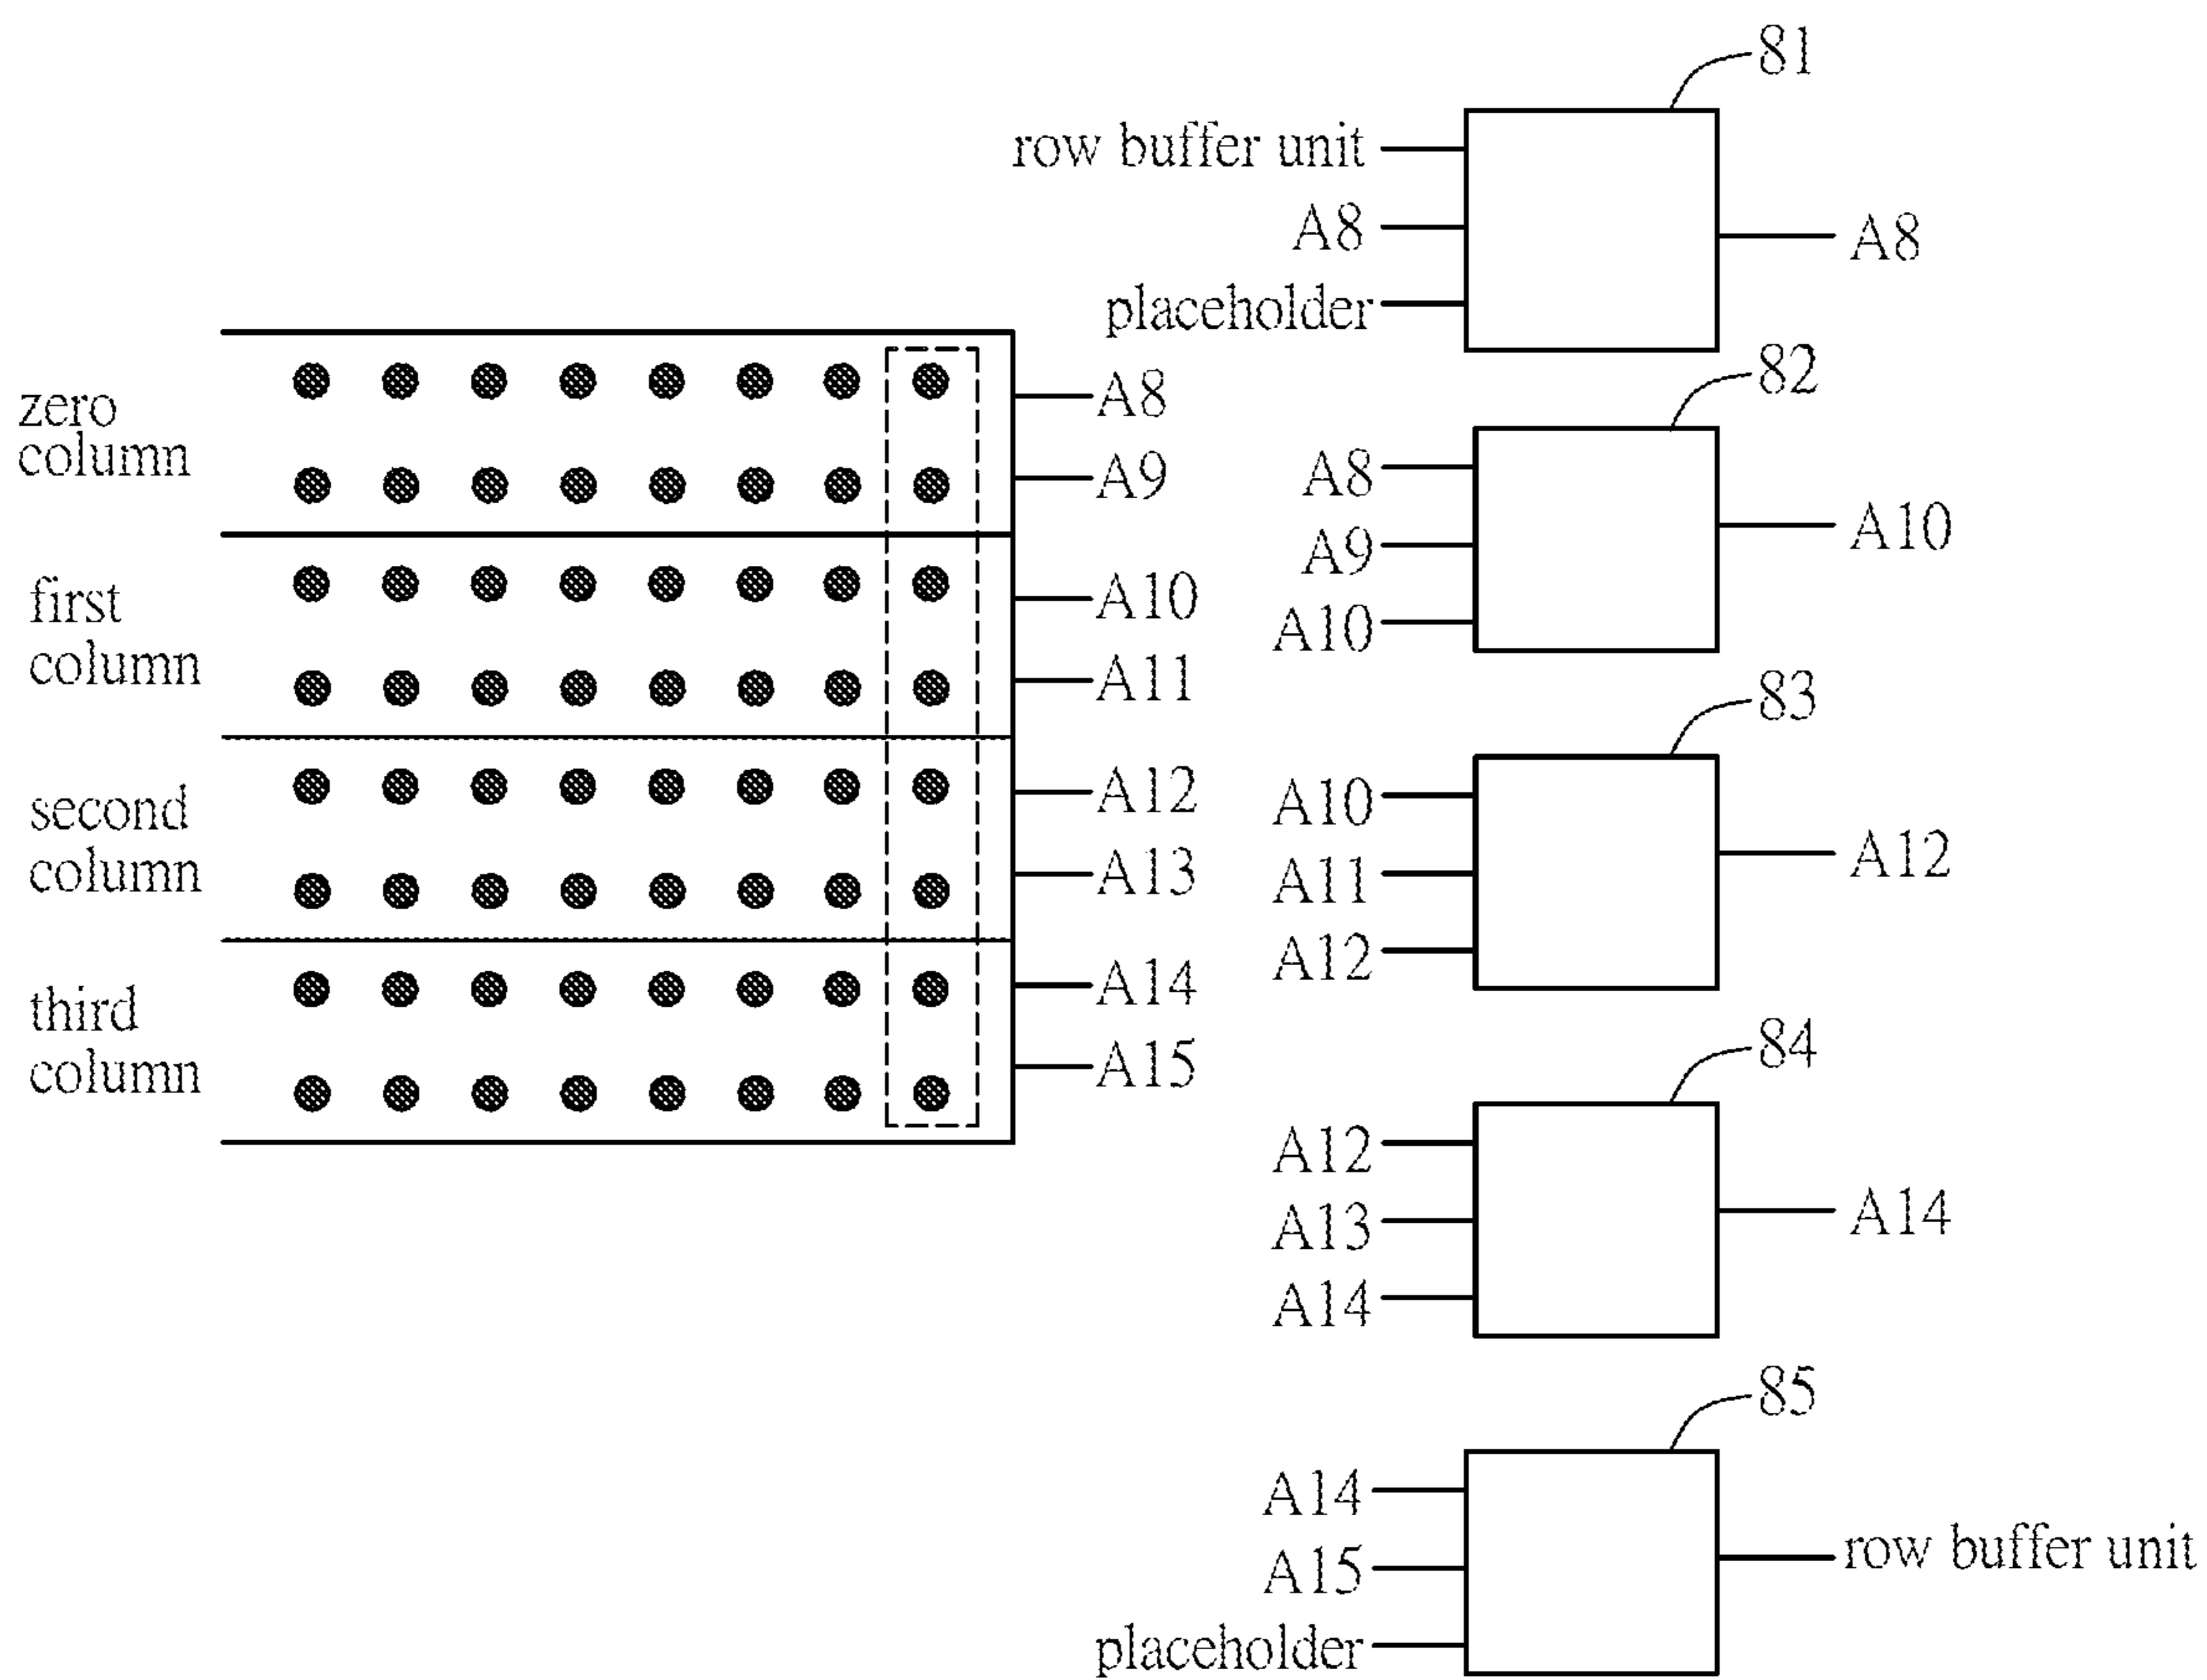 zero
column
first
column
second
column
third
column
A8
A9
A10
A11
A12
A13
A14
A15
81
row buffer unit
A8
placeholder
A8
82
A8
A9
A10
A10
83
A10
A11
A12
A12
84
A12
A13
A14
A14
85
A14
A15
placeholder
row buffer unit